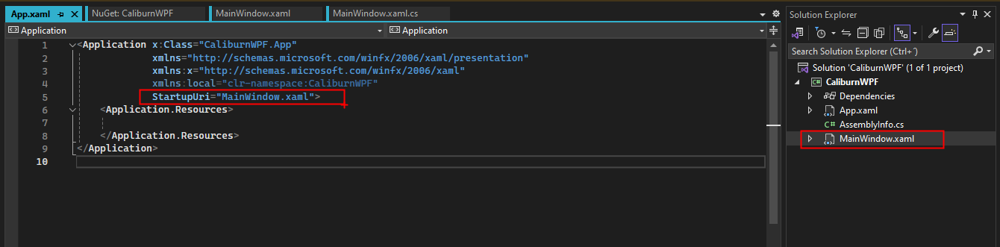 App.xaml
NuGet: CaliburnWPF
MainWindow.xaml
MainWindow.xaml.cs
Application
Application
1 <Application x:Class="CaliburnWPF.App"
2 xmlns="http://schemas.microsoft.com/winfx/2006/xaml/presentation"
3 xmlns:x="http://schemas.microsoft.com/winfx/2006/xaml"
4 xmlns:local="clr-namespace:CaliburnWPF"
5 StartupUri="MainWindow.xaml">
6 <Application.Resources>
7
8 </Application.Resources>
9 </Application>
10
Solution Explorer
Search Solution Explorer (Ctrl+´)
Solution 'CaliburnWPF' (1 of 1 project)
CaliburnWPF
Dependencies
App.xaml
C# AssemblyInfo.cs
MainWindow.xaml